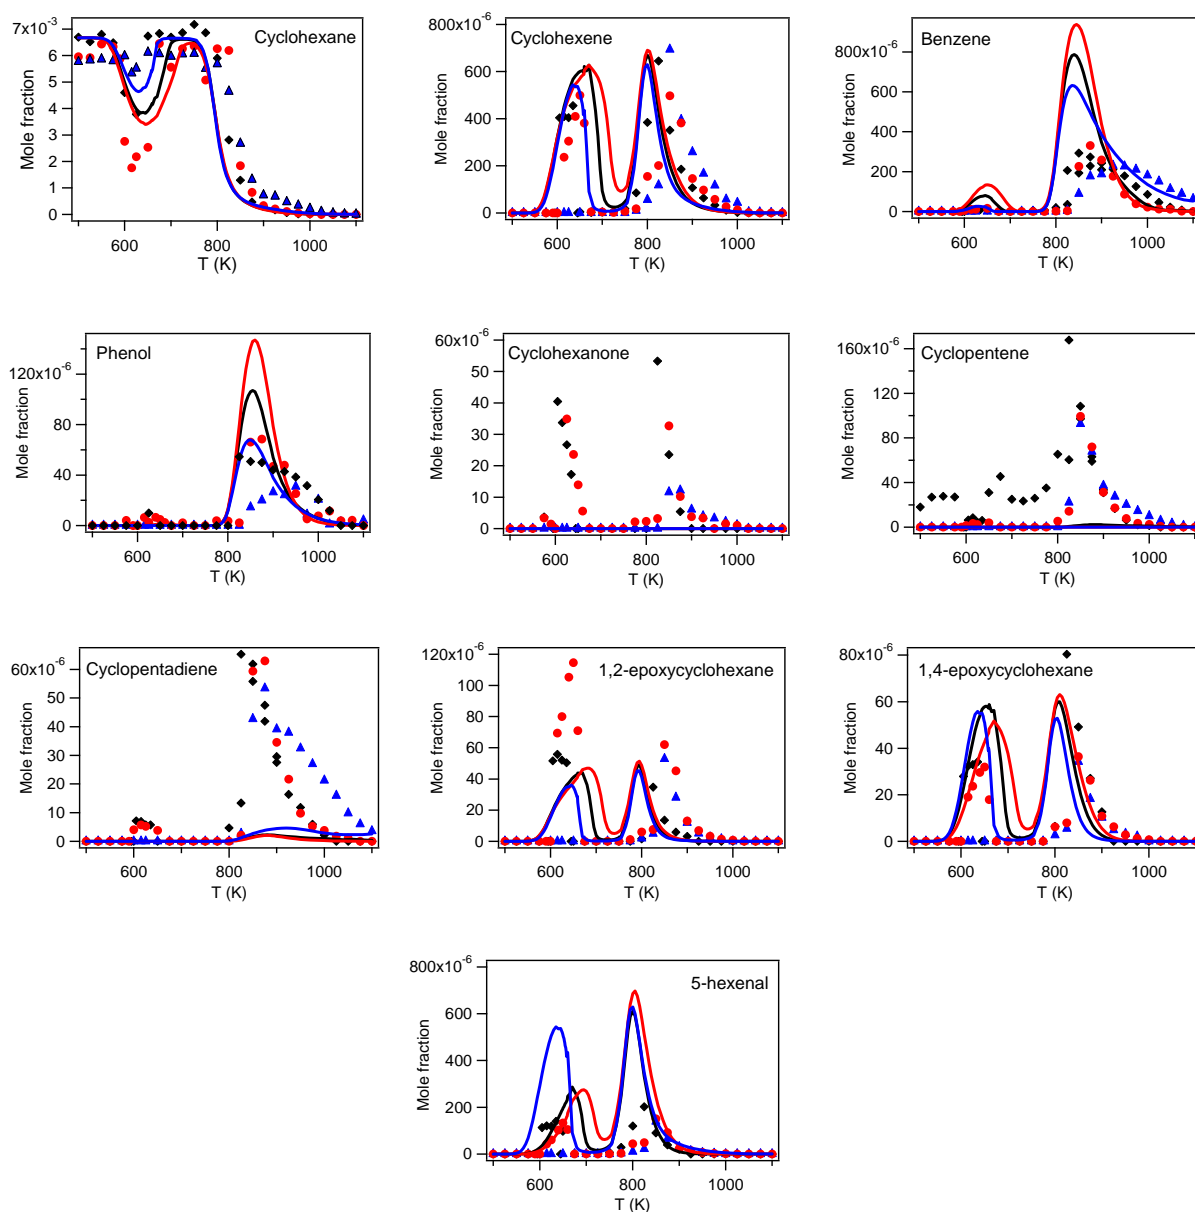 7x10-3
6
5
4
3
2
1
0
Mole fraction
Cyclohexane
600
800
1000
T (K)
800x10-6
600
400
200
0
Mole fraction
Cyclohexene
600
800
1000
T (K)
800x10-6
600
400
200
0
Mole fraction
Benzene
600
800
1000
T (K)
120x10-6
80
40
0
Mole fraction
Phenol
600
800
1000
T (K)
60x10-6
50
40
30
20
10
0
Mole fraction
Cyclohexanone
600
800
1000
T (K)
160x10-6
120
80
40
0
Mole fraction
Cyclopentene
600
800
1000
T (K)
60x10-6
50
40
30
20
10
0
Mole fraction
Cyclopentadiene
600
800
1000
T (K)
120x10-6
100
80
60
40
20
0
Mole fraction
1,2-epoxycyclohexane
600
800
1000
T (K)
80x10-6
60
40
20
0
Mole fraction
1,4-epoxycyclohexane
600
800
1000
T (K)
800x10-6
600
400
200
0
Mole fraction
5-hexenal
600
800
1000
T (K)